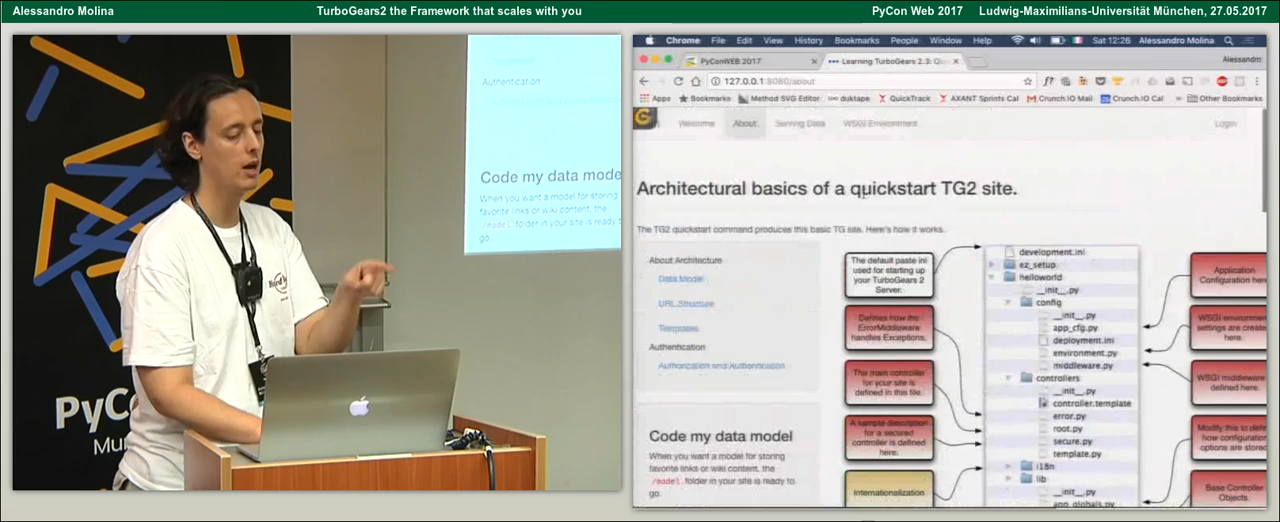 Alessandro Molina
TurboGears2 the Framework that scales with you
PyCon Web 2017
Ludwig-Maximilians-Universität München, 27.05.2017
Authentication
Code my data mode
When you want a model for storing
favorite links or wiki content, the
/model folder in your site is ready t
go.
Hard
PyCo
Mun
Chrome File Edit View History Bookmarks People Window Help
Sat 12:26 Alessandro Molina
PyConWEB 2017
Learning TurboGears 2.3: Qu
Alessandro
127.0.0.1:8080/about
Apps Bookmarks Method SVG Editor duktape QuickTrack AXANT Sprints Cal Crunch.IO Mail Crunch.IO Cal Other Bookmarks
Welcome About Serving Data WSGI Environment Login
Architectural basics of a quickstart TG2 site.
The TG2 quickstart command produces this basic TG site. Here's how it works.
About Architecture
Data Model
URL Structure
Templates
Authentication
Authorization and Authentication
Code my data model
When you want a model for storing
favorite links or wiki content, the
/model folder in your site is ready to
go.
The default paste ini
used for starting up
your TurboGears 2
Server.
Defines how the
ErrorMiddleware
handles Exceptions.
The main controller
for your site is
defined in this file.
A sample description
for a secured
controller is defined
here.
Internationalization
development.ini
ez_setup
helloworld
__init__.py
config
__init__.py
app_cfg.py
deployment.ini
environment.py
middleware.py
controllers
__init__.py
controller.template
error.py
root.py
secure.py
template.py
i18n
lib
__init__.py
app_globals.py
Application
Configuration here
WSGI environmen
settings are create
here.
WSGI middleware
defined here.
Modify this to defin
how configuration
options are stored
Base Controller
Objects.